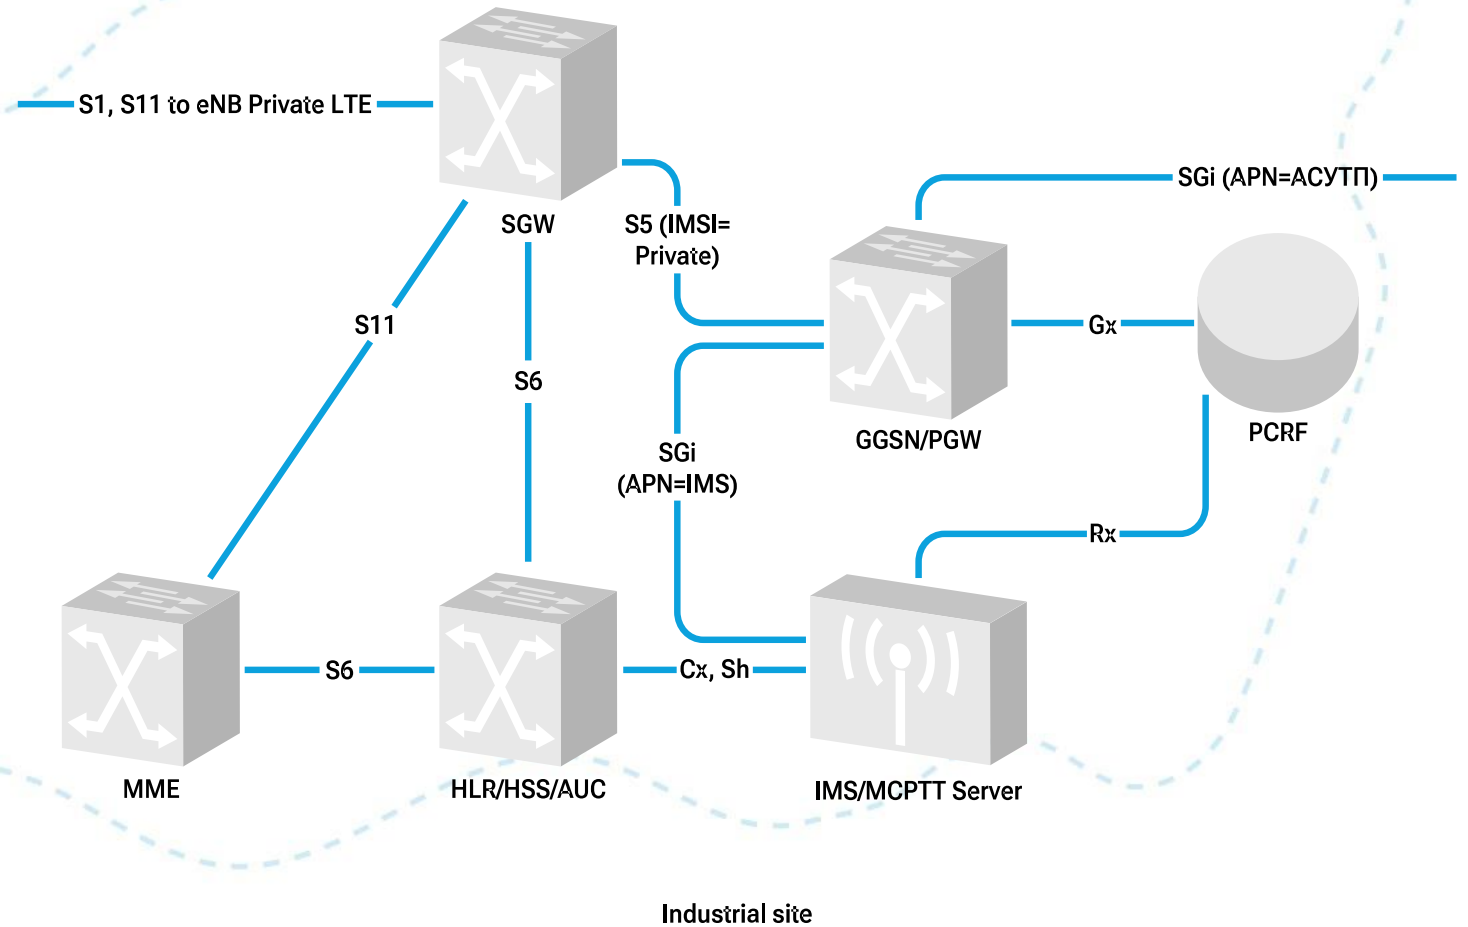 S1, S11 to eNB Private LTE
SGi (APN=АСУТП)
SGW
S5 (IMSI=
Private)
S11
Gx
S6
GGSN/PGW
PCRF
SGi
(APN=IMS)
Rx
S6
Cx, Sh
MME
HLR/HSS/AUC
IMS/MCPTT Server
Industrial site